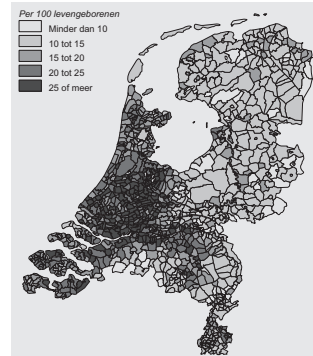 Per 100 levengeborenen
Minder dan 10
10 tot 15
15 tot 20
20 tot 25
25 of meer